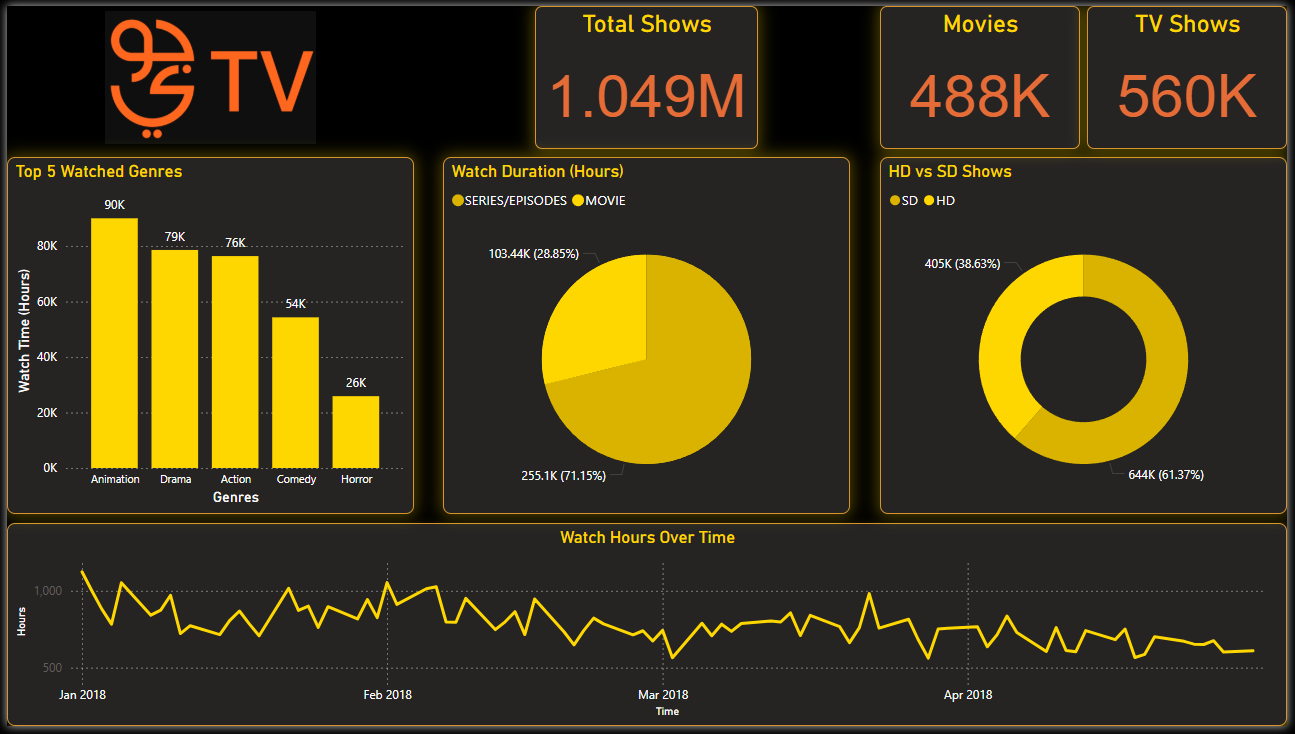 TV
Total Shows
1.049M
Movies
488K
TV Shows
560K
Top 5 Watched Genres
Watch Time (Hours)
80K
60K
40K
20K
0K
90K
79K
76K
54K
26K
Animation
Drama
Action
Comedy
Horror
Genres
Watch Duration (Hours)
SERIES/EPISODES
MOVIE
103.44K (28.85%)
255.1K (71.15%)
HD vs SD Shows
SD
HD
405K (38.63%)
644K (61.37%)
Watch Hours Over Time
Hours
1,000
500
Jan 2018
Feb 2018
Mar 2018
Apr 2018
Time